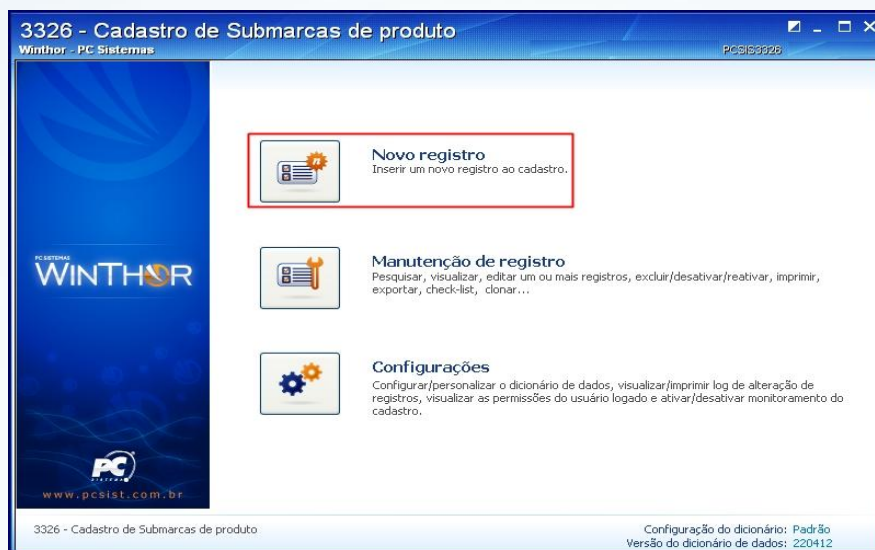 3326 - Cadastro de Submarcas de produto
Winthor - PC Sistemas
PCSIS3326
Novo registro
Inserir um novo registro ao cadastro.
PC SISTEMAS
WINTHOR
Manutenção de registro
Pesquisar, visualizar, editar um ou mais registros, excluir/desativar/reativar, imprimir,
exportar, check-list, clonar...
Configurações
Configurar/personalizar o dicionário de dados, visualizar/imprimir log de alteração de
registros, visualizar as permissões do usuário logado e ativar/desativar monitoramento do
cadastro.
PC
SISTEMAS
www.pcsist.com.br
3326 - Cadastro de Submarcas de produto
Configuração do dicionário: Padrão
Versão do dicionário de dados: 220412